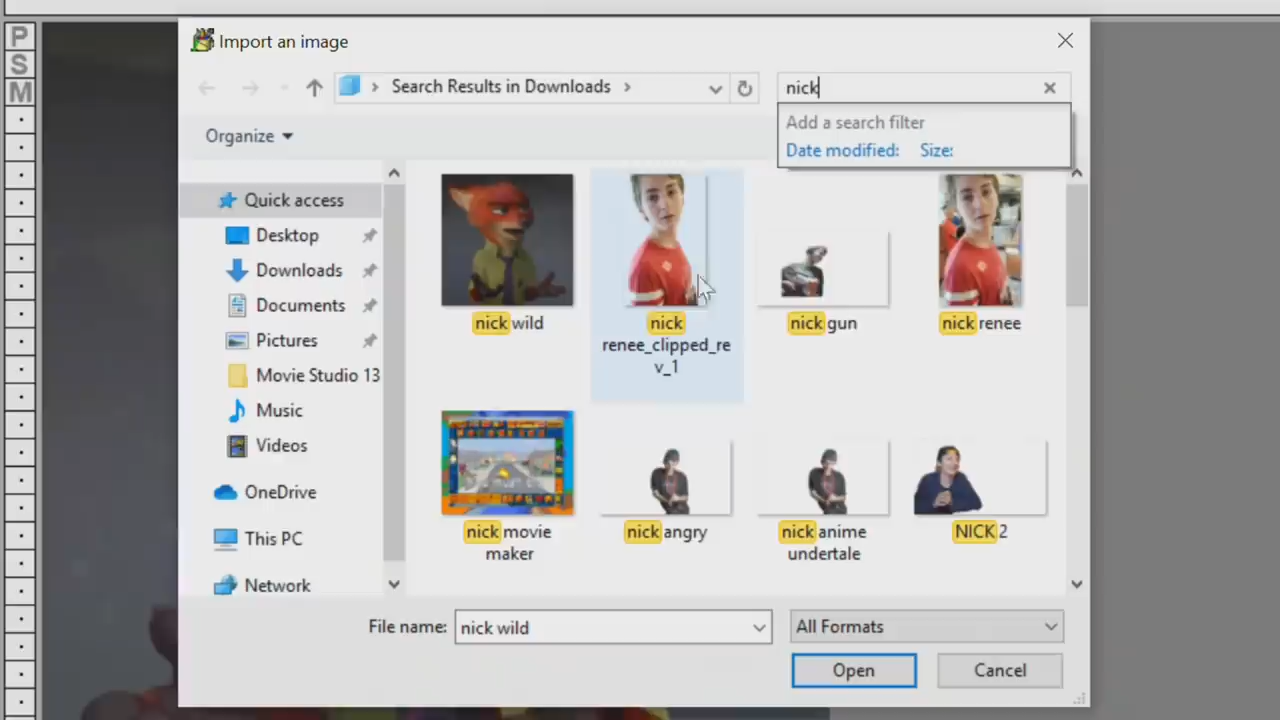 P
S
M
Import an image
Search Results in Downloads
nick
Add a search filter
Date modified: Size:
Organize
Quick access
Desktop
Downloads
Documents
Pictures
Movie Studio 13
Music
Videos
OneDrive
This PC
Network
nick wild
nick
renee_clipped_re
v_1
nick gun
nick renee
nick movie
maker
nick angry
nick anime
undertale
NICK 2
File name: nick wild
All Formats
Open
Cancel